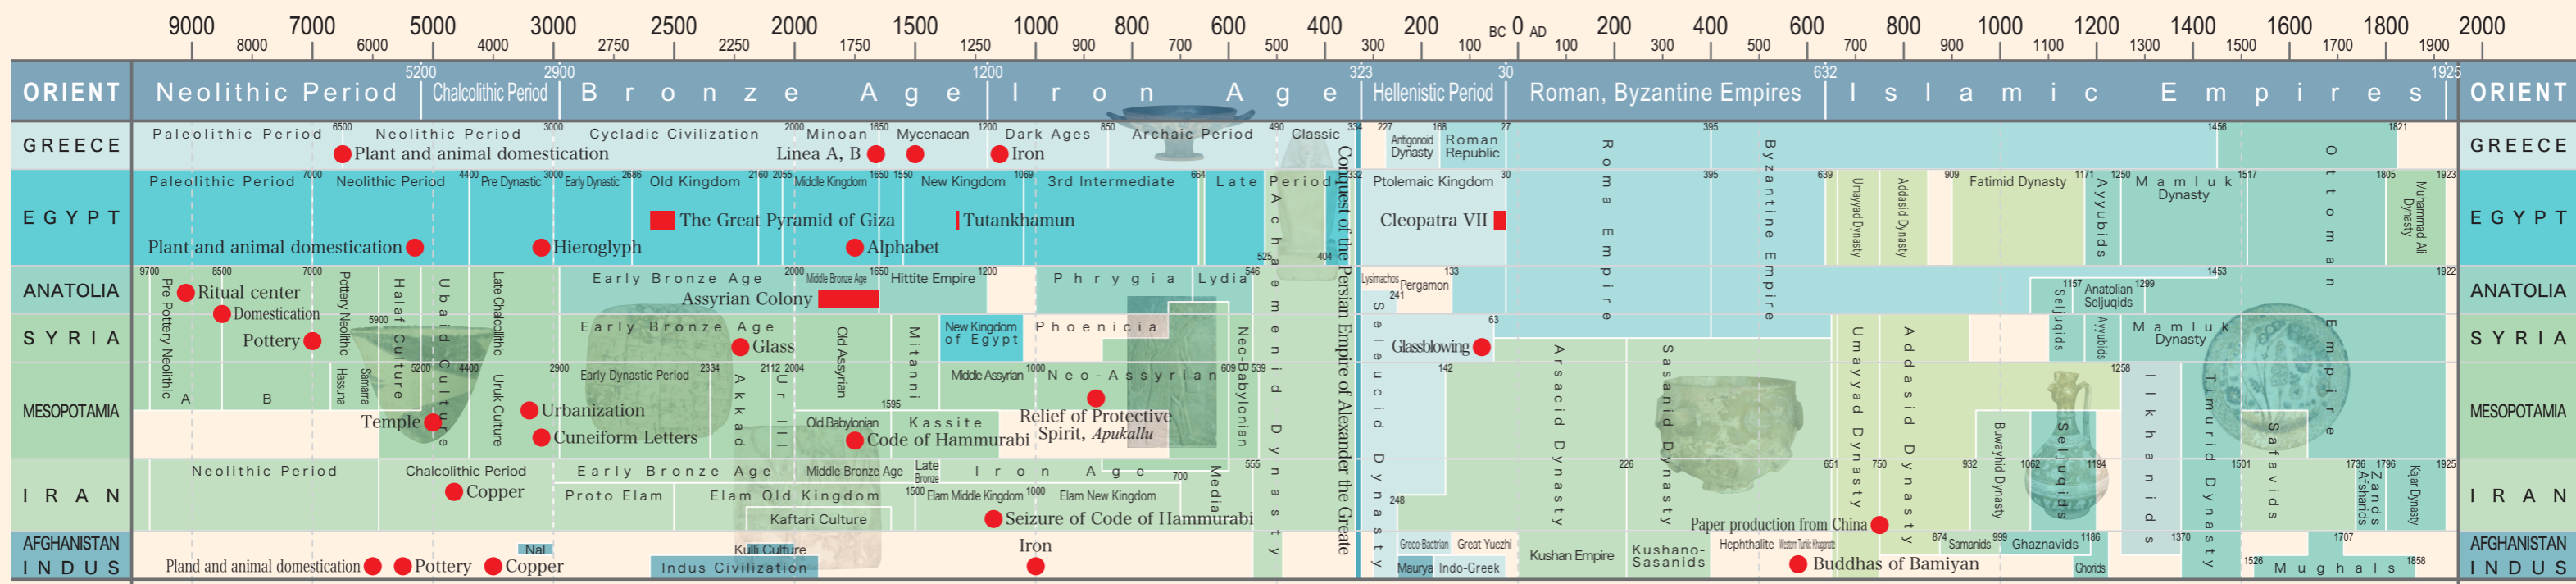 9000 7000 5000 3000 2500 2000 1500 1000 800 600 400 200 BC 0 AD 200 400 600 800 1000 1200 1400 1600 1800 2000
8000 6000 4000 2750 2250 1750 1250 900 700 500 300 100 100 300 500 700 900 1100 1300 1500 1700 1900
5200 2900 1200 323 30 632 1925
ORIENT Neolithic Period Chalcolithic Period Bronze Age Iron Age Hellenistic Period Roman, Byzantine Empires Islamic Empires ORIENT
6500 3000 2000 1650 1200 850 490 334 227 168 27 395 1456 1821
Paleolithic Period Neolithic Period Cycladic Civilization Minoan Mycenaean Dark Ages Archaic Period Classic
Antigonid Dynasty
Roman Republic
GREECE GREECE
Plant and animal domestication Linea A, B Iron
Conquest of the Persian Empire of Alexander the Greate
Roma Empire
Byzantine Empire
Ottoman Empire
7000 4400 3000 2686 2160 2055 1650 1550 1069 664 332 30 395 639 909 1171 1250 1517 1805 1923
Paleolithic Period Neolithic Period Pre Dynastic Early Dynastic Old Kingdom Middle Kingdom New Kingdom 3rd Intermediate Late Period Ptolemaic Kingdom
Umayyad Dynasty
Addasid Dynasty
Fatimid Dynasty
Ayyubids
Mamluk
Dynasty
Muhammad Ali
Dynasty
EGYPT The Great Pyramid of Giza Tutankhamun Cleopatra VII EGYPT
Plant and animal domestication Hieroglyph Alphabet
525 404
Achaemenid Dynasty
9700 8500 7000 2000 1650 1200 546 133 1157 1299 1453 1922
Early Bronze Age Middle Bronze Age Hittite Empire Phrygia Lydia Lysimachos Pergamon
241
Seljuqids
Anatolian
Seljuqids
ANATOLIA Ritual center Assyrian Colony ANATOLIA
Domestication
Pre Pottery Neolithic
Pottery Neolithic
Halaf Culture
Ubaid Culture
Late Chalcolithic
5900 63
Early Bronze Age
Old Assyrian
Mitanni
New Kingdom
of Egypt
Phoenicia
Neo-Babylonian
Seleucid Dynasty
Umayyad Dynasty
Addasid Dynasty
Ayyubids
Mamluk
Dynasty
SYRIA Pottery Glass Glassblowing SYRIA
Arsacid Dynasty
Sasanid Dynasty
5200 4400 2900 2334 2112 2004 1000 609 539 142 1258
Hassuna
Samarra
Uruk Culture
Early Dynastic Period
Akkad
Ur III
Middle Assyrian Neo-Assyrian
Ilkhanids
Timurid Dynasty
A B
1595
MESOPOTAMIA Urbanization MESOPOTAMIA
Temple Old Babylonian Kassite
Cuneiform Letters Code of Hammurabi
Relief of Protective
Spirit, Apukallu
Buwayhid Dynasty
Seljuqids
Safavids
555 226 651 750 932 1062 1194 1501 1736 1796 1925
Neolithic Period Chalcolithic Period Early Bronze Age Middle Bronze Age Late
Bronze Iron Age 700
Media
Afsharids
Zands
Kajar Dynasty
IRAN Copper IRAN
Proto Elam Elam Old Kingdom 1500 Elam Middle Kingdom 1000 Elam New Kingdom 248
Kaftari Culture Seizure of Code of Hammurabi Paper production from China
AFGHANISTAN AFGHANISTAN
Nal Kulli Culture Iron Greco-Bactrian Great Yuezhi Hephthalite Western Turkic Khaganate 874 Samanids 999 Ghaznavids 1186 1370 1707
Kushan Empire
Kushano-
Sasanids
INDUS Pland and animal domestication Pottery Copper Indus Civilization Maurya Indo-Greek Buddhas of Bamiyan Ghorids 1526 Mughals 1858 INDUS